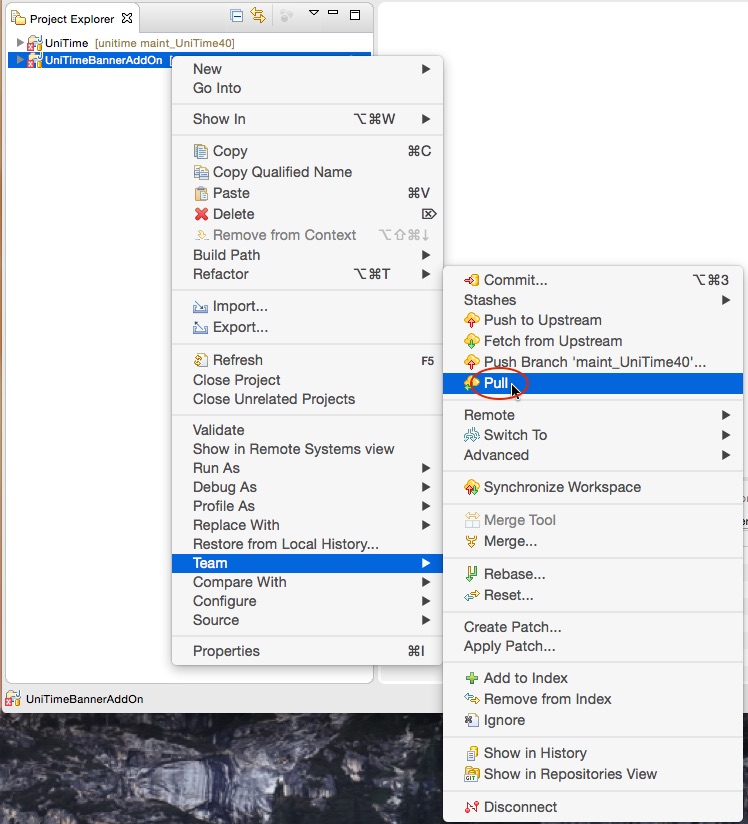 Project Explorer
UniTime [unitime maint_UniTime40]
UniTimeBannerAddOn [
New
Go Into
Show In ⌥⌘W
Copy ⌘C
Copy Qualified Name
Paste ⌘V
Delete ⌦
Remove from Context ⌥⇧⌘↓
Build Path
Refactor ⌥⌘T
Import...
Export...
Refresh F5
Close Project
Close Unrelated Projects
Validate
Show in Remote Systems view
Run As
Debug As
Profile As
Replace With
Restore from Local History...
Team
Compare With
Configure
Source
Properties ⌘I
Commit... ⌥⌘3
Stashes
Push to Upstream
Fetch from Upstream
Push Branch 'maint_UniTime40'...
Pull
Remote
Switch To
Advanced
Synchronize Workspace
Merge Tool
Merge...
Rebase...
Reset...
Create Patch...
Apply Patch...
Add to Index
Remove from Index
Ignore
Show in History
GIT Show in Repositories View
Disconnect
UniTimeBannerAddOn